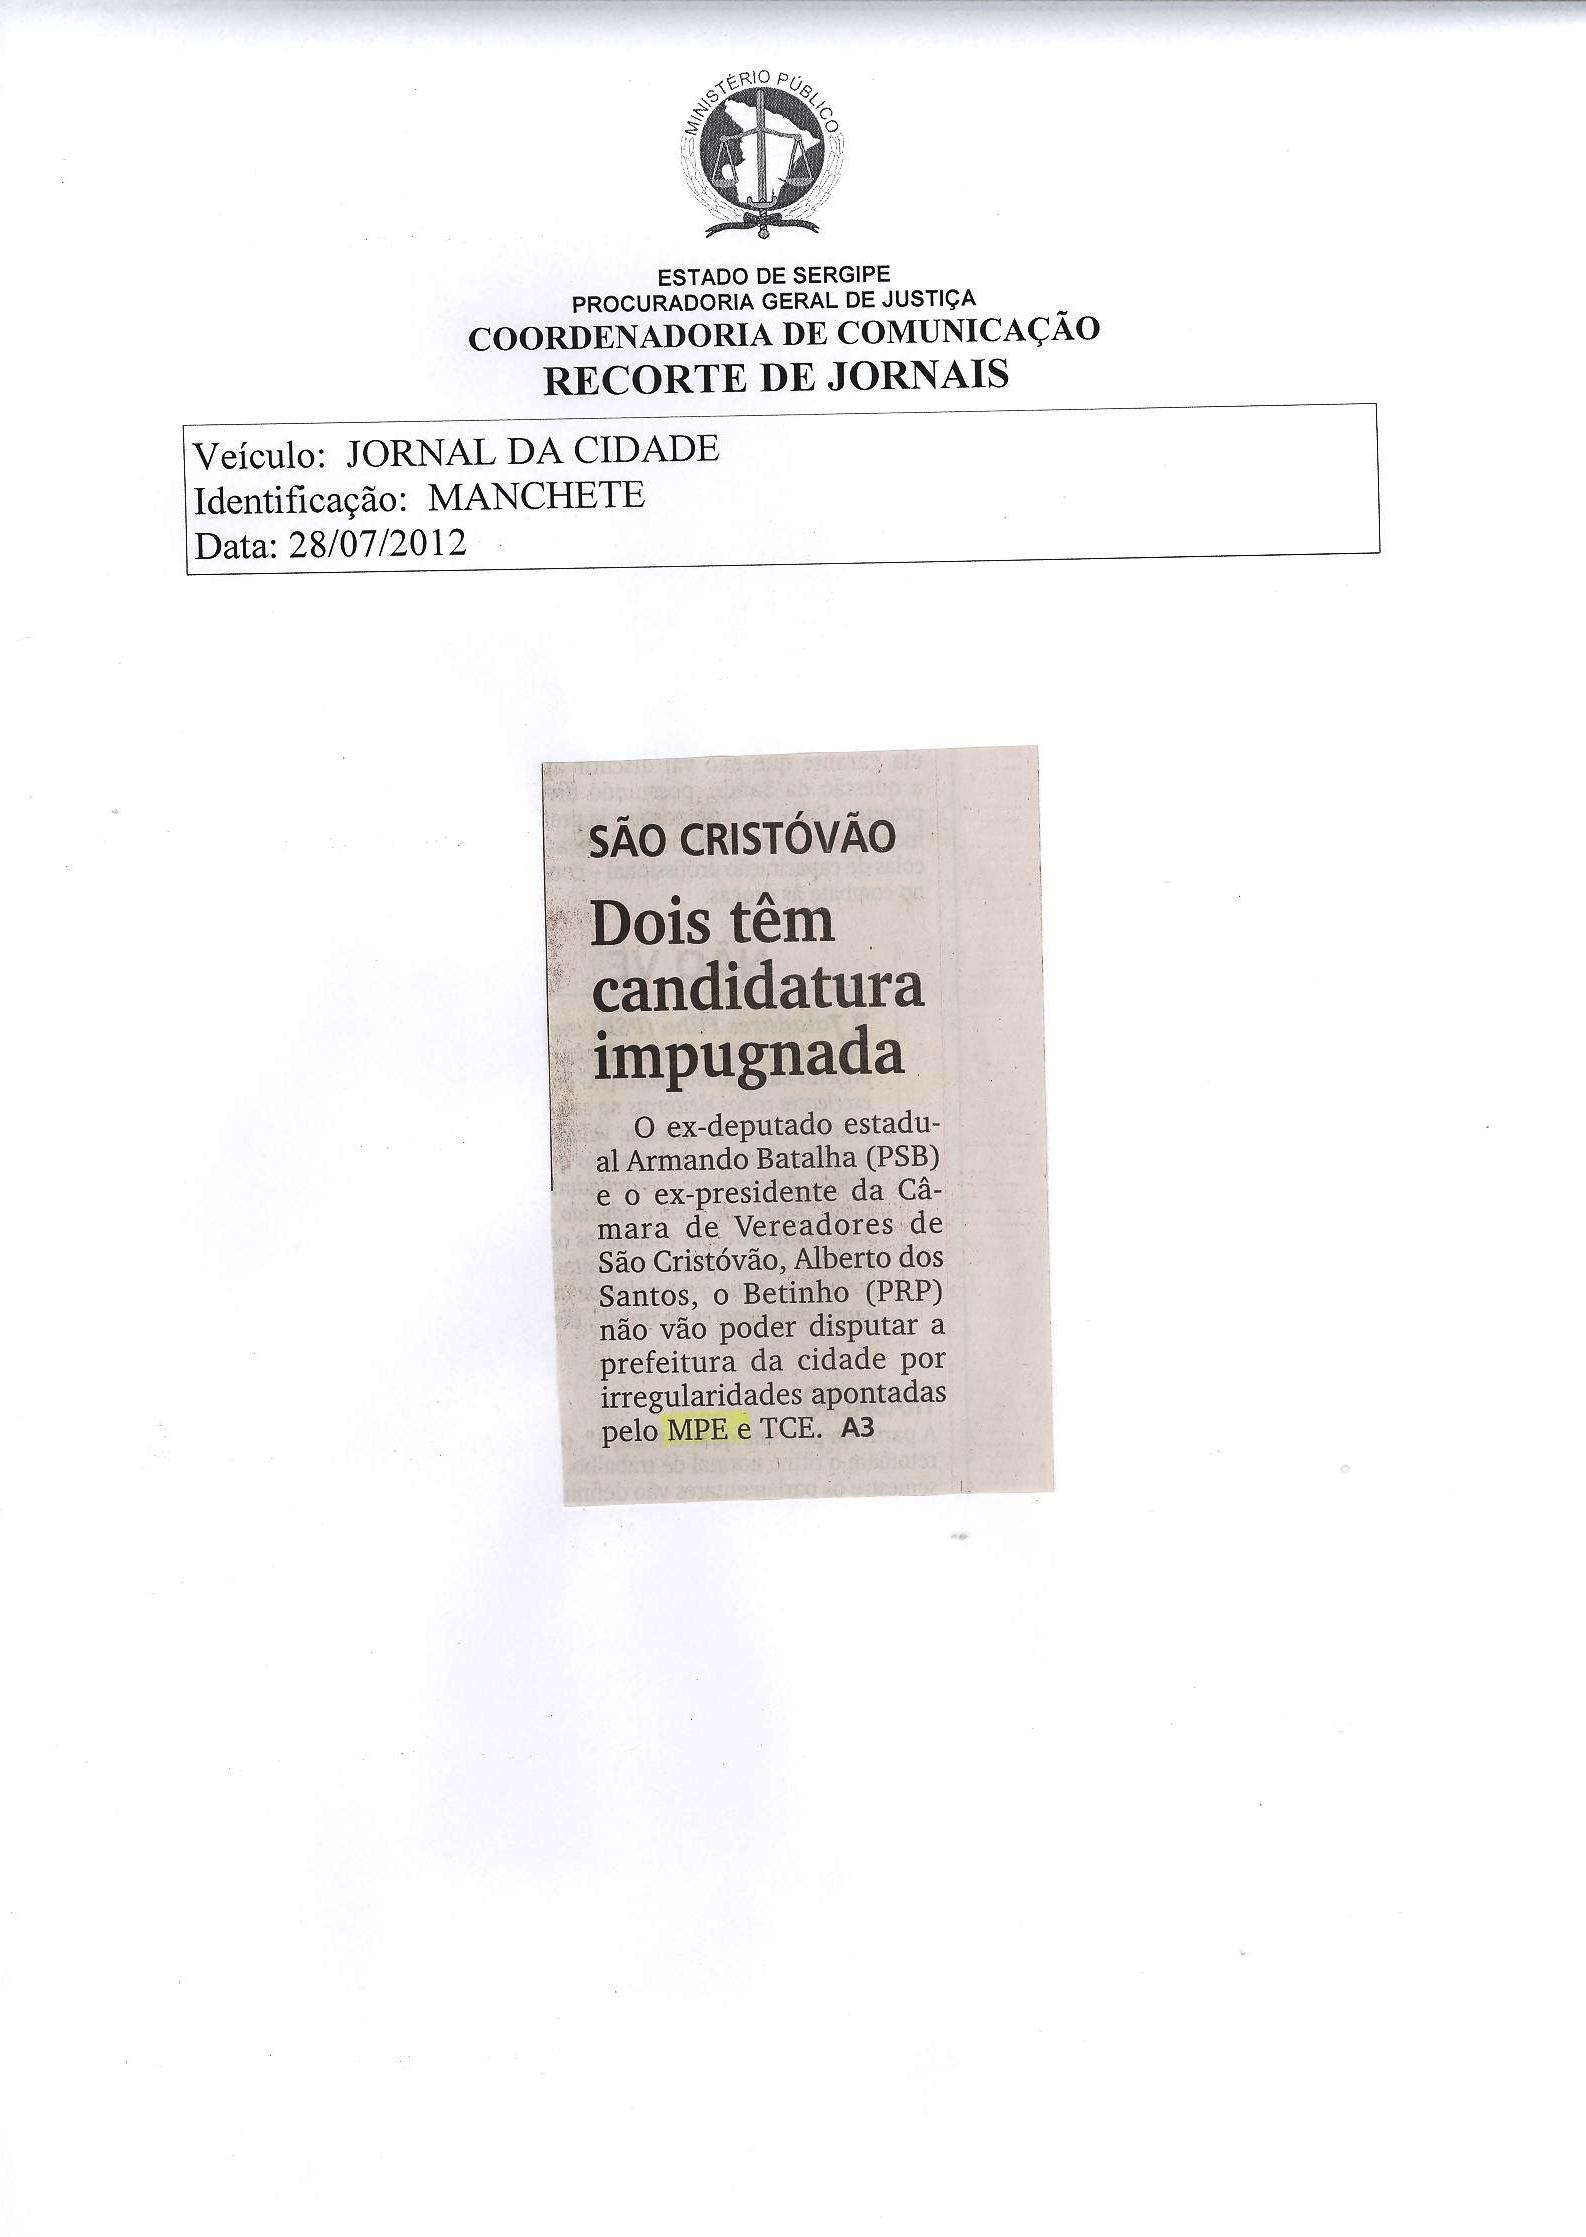 MINISTÉRIO PÚBLICO
ESTADO DE SERGIPE
PROCURADORIA GERAL DE JUSTIÇA
COORDENADORIA DE COMUNICAÇÃO
RECORTE DE JORNAIS
Veículo: JORNAL DA CIDADE
Identificação: MANCHETE
Data: 28/07/2012
SÃO CRISTÓVÃO
Dois têm
candidatura
impugnada
O ex-deputado estadu-
al Armando Batalha (PSB)
e o ex-presidente da Câ-
mara de Vereadores de
São Cristóvão, Alberto dos
Santos, o Betinho (PRP)
não vão poder disputar a
prefeitura da cidade por
irregularidades apontadas
pelo MPE e TCE. A3